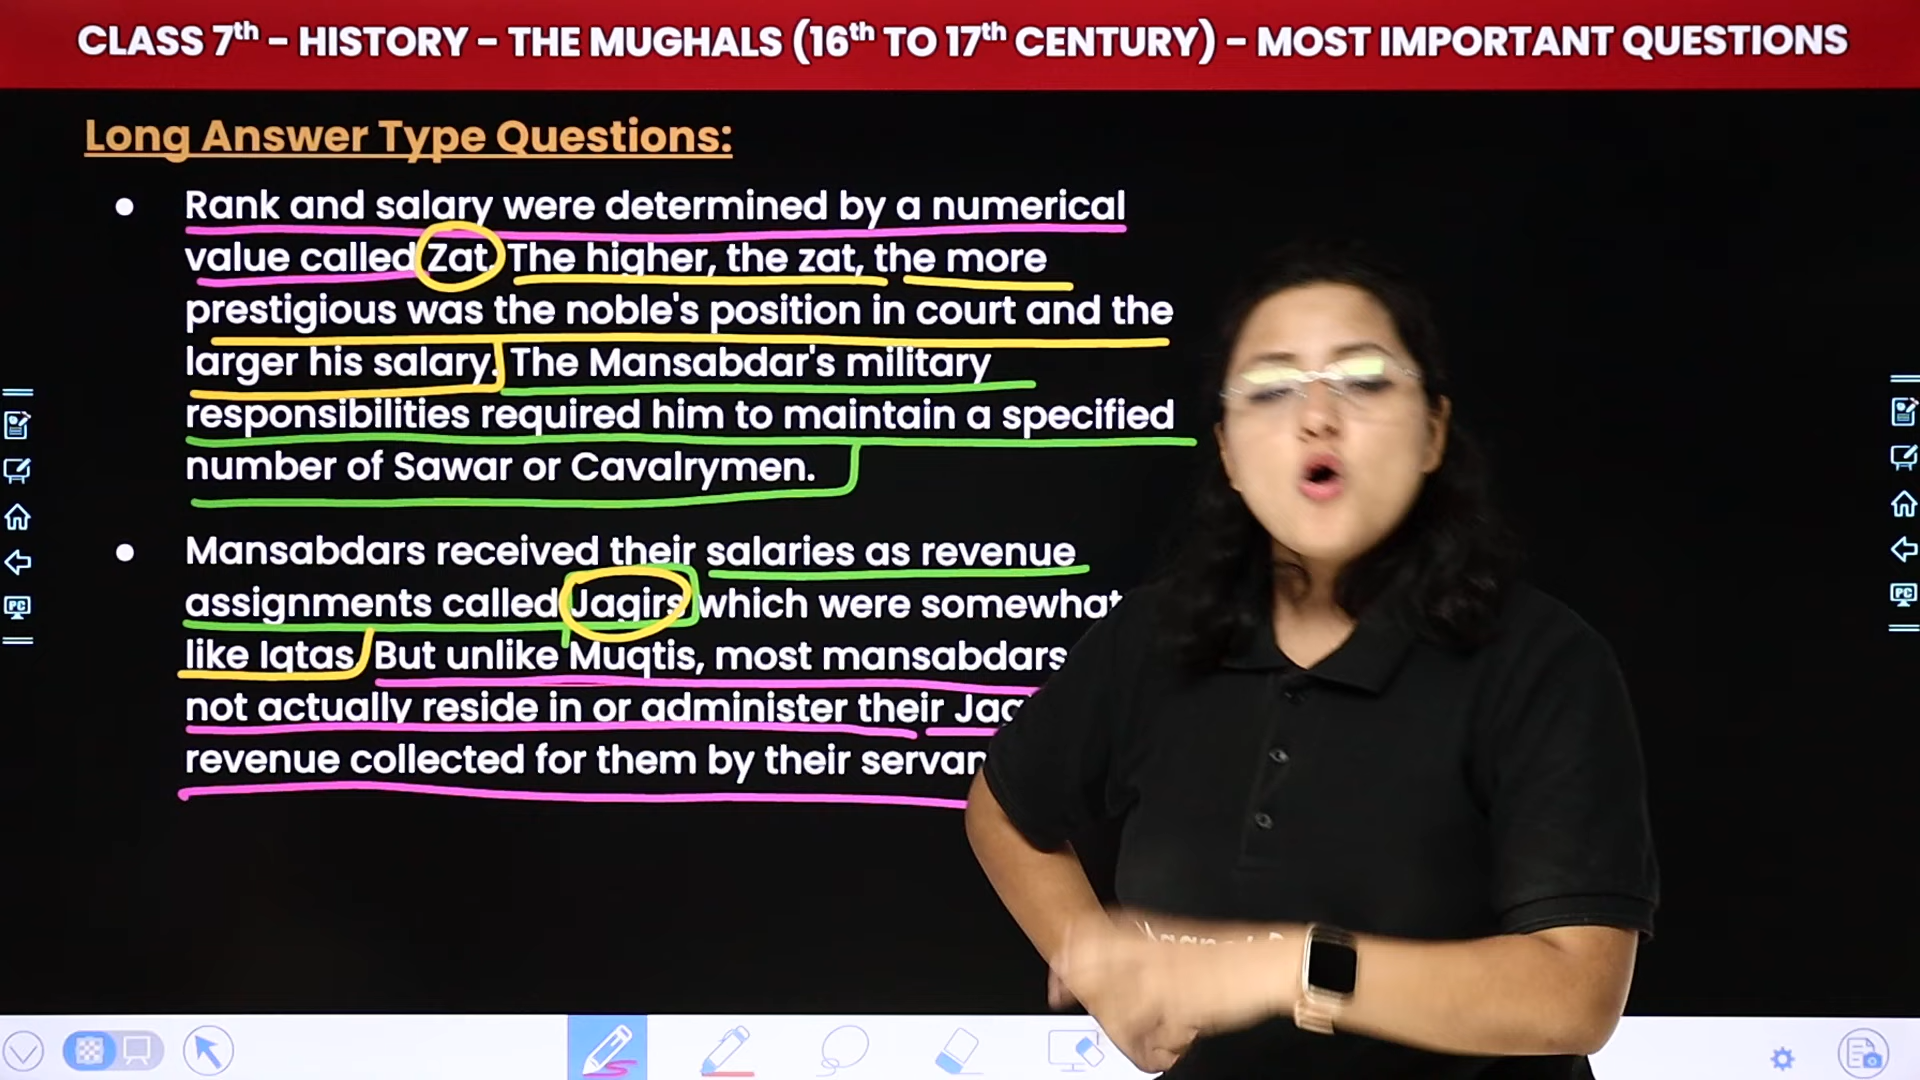 CLASS 7th – HISTORY – THE MUGHALS (16th TO 17th CENTURY) – MOST IMPORTANT QUESTIONS
Long Answer Type Questions:
• Rank and salary were determined by a numerical
value called Zat. The higher, the zat, the more
prestigious was the noble's position in court and the
larger his salary. The Mansabdar's military
responsibilities required him to maintain a specified
number of Sawar or Cavalrymen.
• Mansabdars received their salaries as revenue
assignments called Jagirs which were somewhat
like Iqtas. But unlike Muqtis, most mansabdars
not actually reside in or administer their
revenue collected for them by their
PC
PC